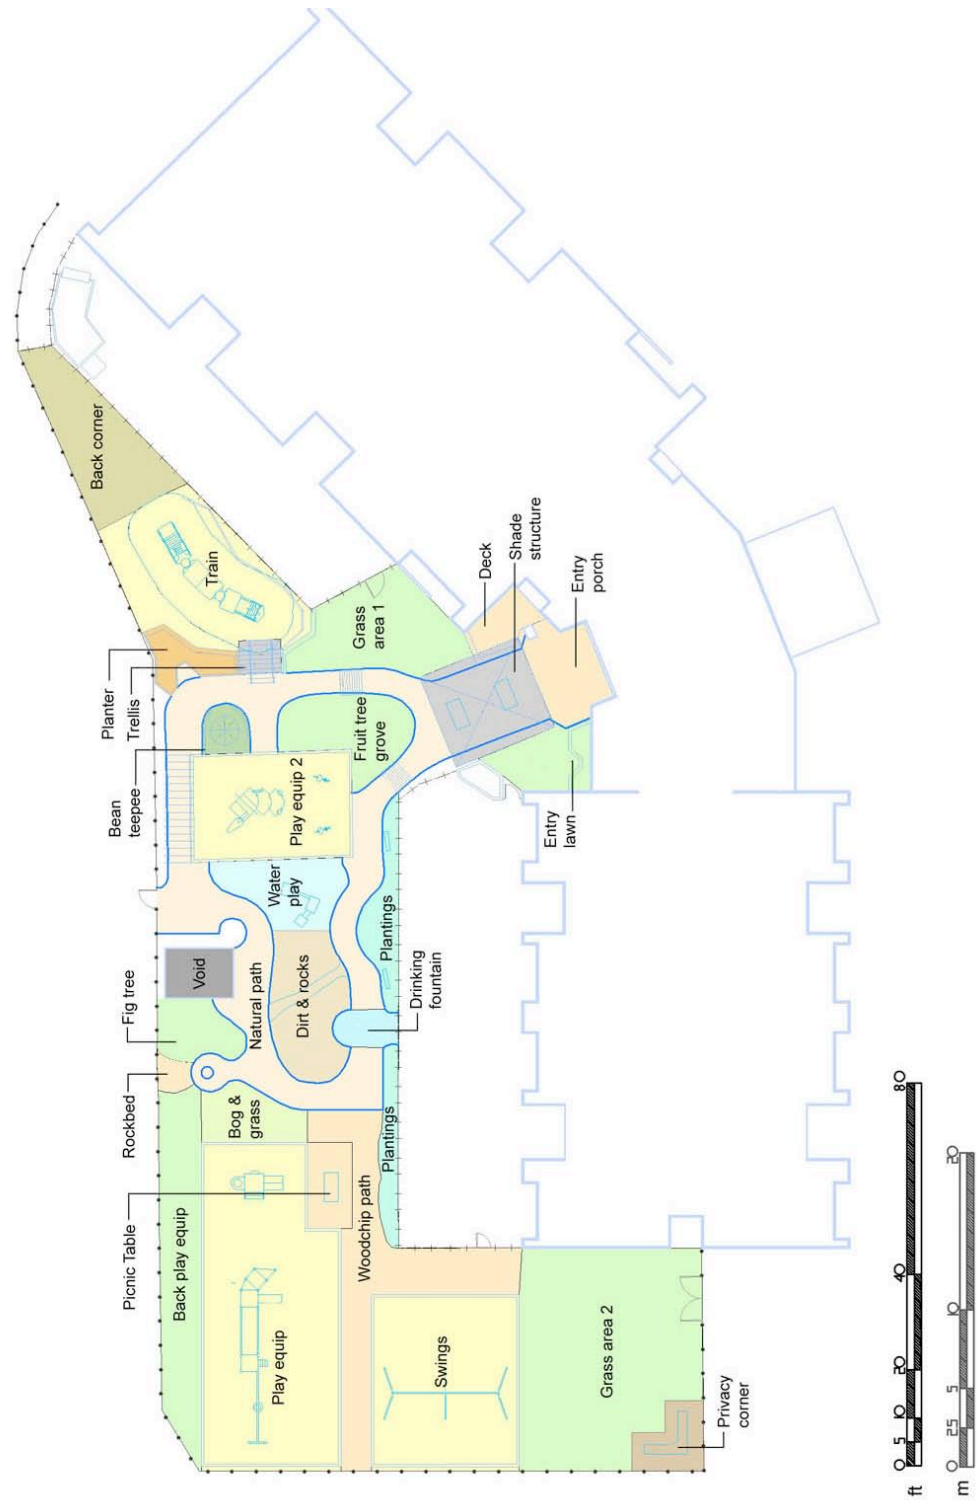 Picnic Table
Rockbed
Fig tree
Bean
teepee
Planter
Trellis
Back corner
Back play equip
Void
Train
Bog &
grass
Natural path
Water
play
Play equip
Dirt & rocks
Play equip 2
Fruit tree
grove
Grass
area 1
Woodchip path
Plantings
Plantings
Drinking
fountain
Swings
Deck
Shade
structure
Entry
lawn
Entry
porch
Grass area 2
Privacy
corner
0 5 10 20 40 80
ft
0 2.5 5 10 20
m